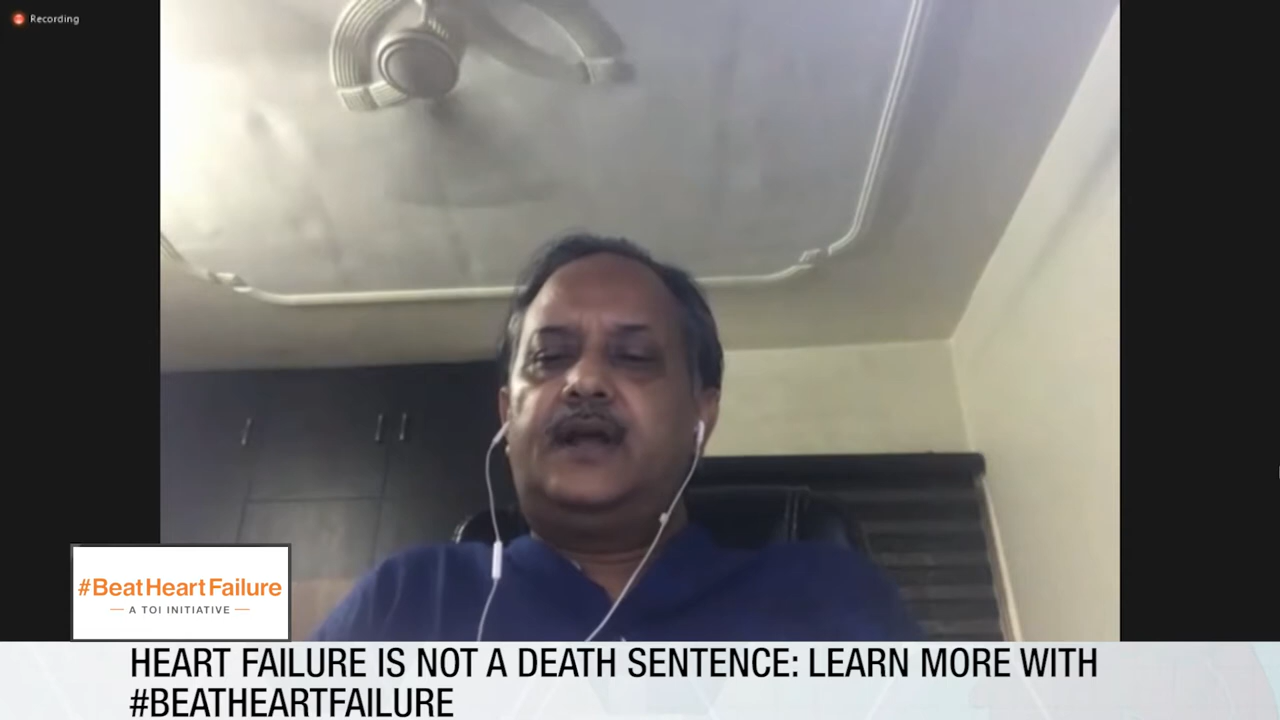 Recording
#BeatHeartFailure
A TOI INITIATIVE
HEART FAILURE IS NOT A DEATH SENTENCE: LEARN MORE WITH
#BEATHEARTFAILURE